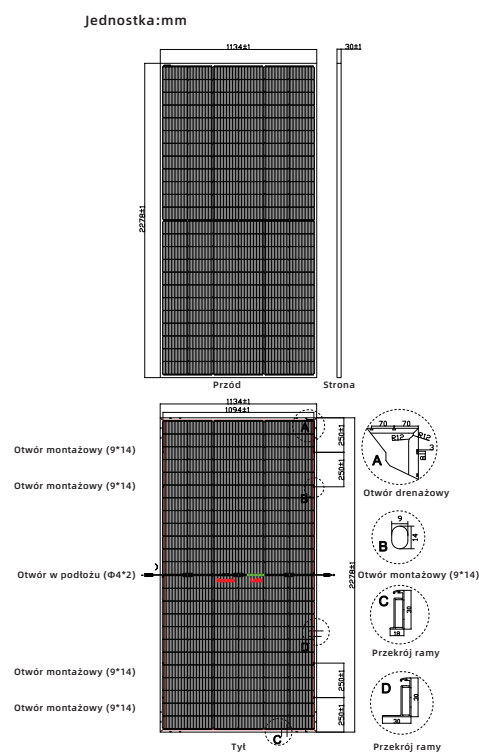 Jednostka:mm
1134±1
30±1
2278±1
Przód
Strona
1134±1
1094±1
A
250±1
Otwór montażowy (9*14)
250±1
Otwór montażowy (9*14)
B
Otwór w podłożu (Φ4*2)
2278±1
D
Otwór montażowy (9*14)
250±1
Otwór montażowy (9*14)
250±1
C
Tył
70 70
R12 R12
3
A
Otwór drenażowy
9
14
B
Otwór montażowy (9*14)
C
30
18
Przekrój ramy
D
30
30
Przekrój ramy